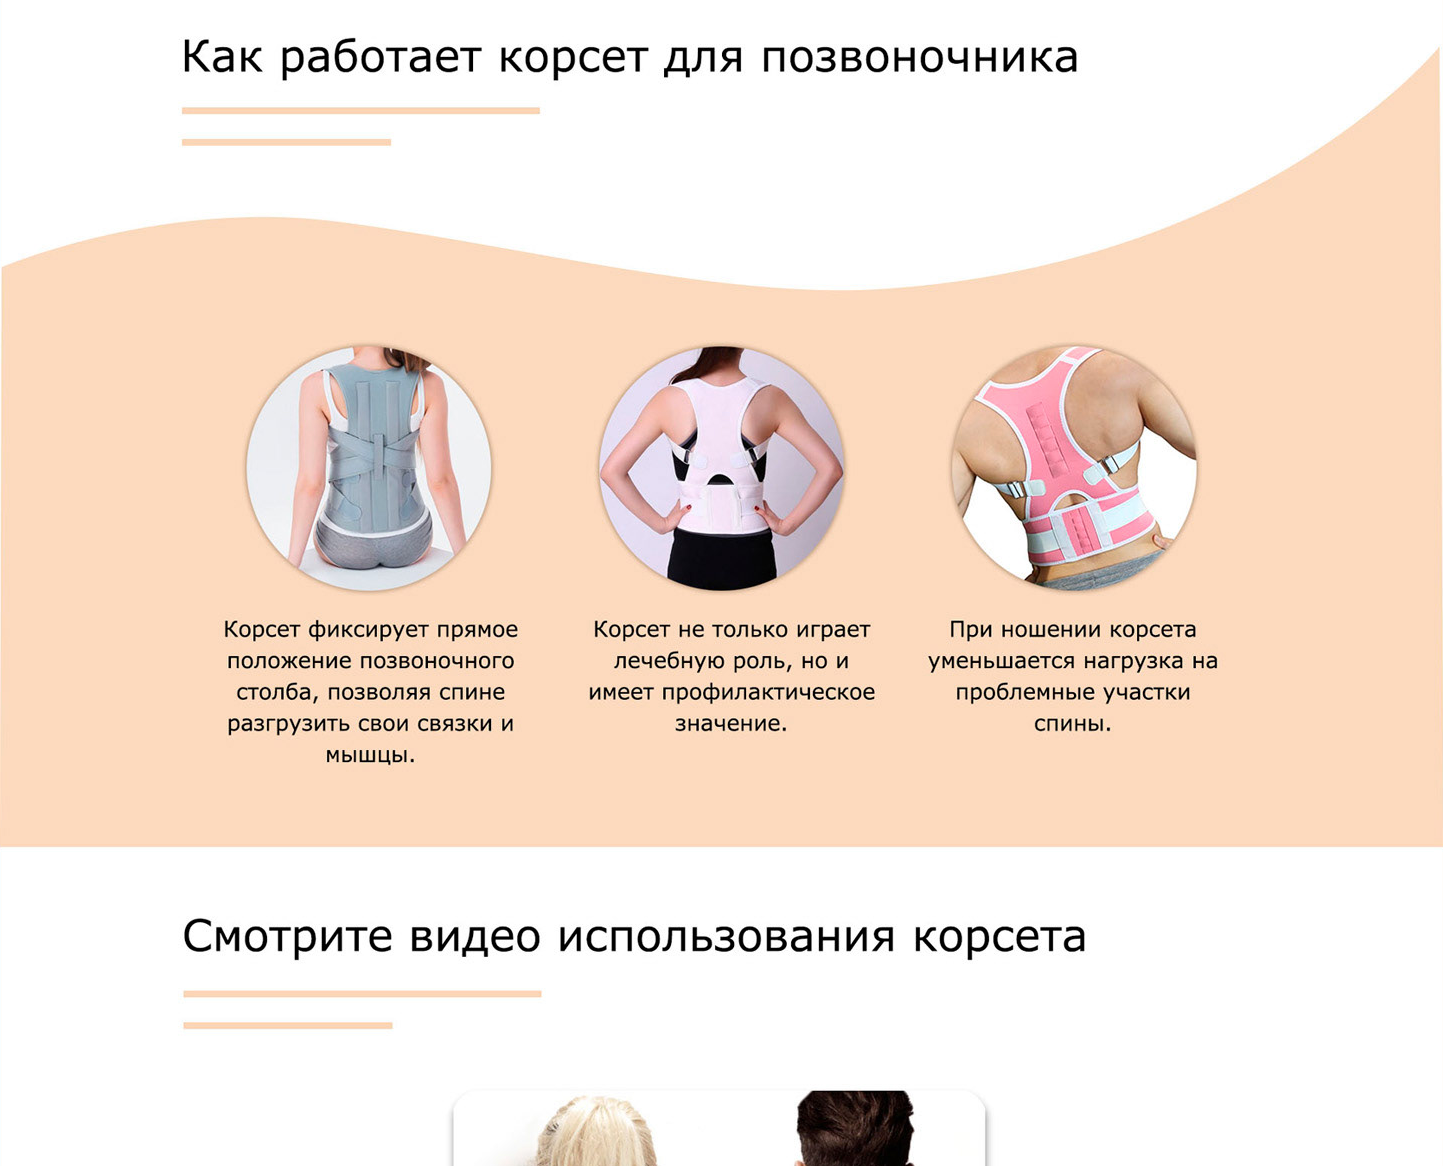 Как работает корсет для позвоночника
Корсет фиксирует прямое
положение позвоночного
столба, позволяя спине
разгрузить свои связки и
мышцы.
Корсет не только играет
лечебную роль, но и
имеет профилактическое
значение.
При ношении корсета
уменьшается нагрузка на
проблемные участки
спины.
Смотрите видео использования корсета